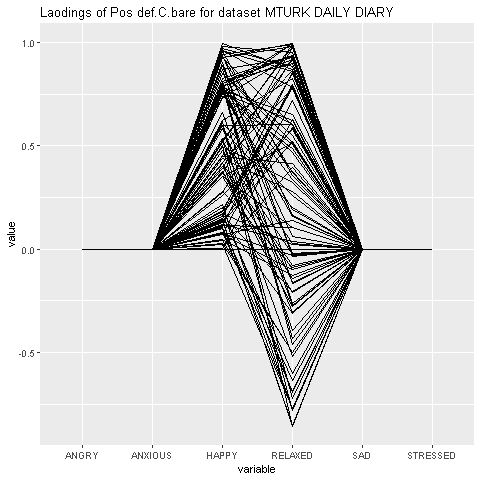 Laodings of Pos def.C.bare for dataset MTURK DAILY DIARY
1.0
0.5
value
0.0
-0.5
ANGRY ANXIOUS HAPPY RELAXED SAD STRESSED
variable